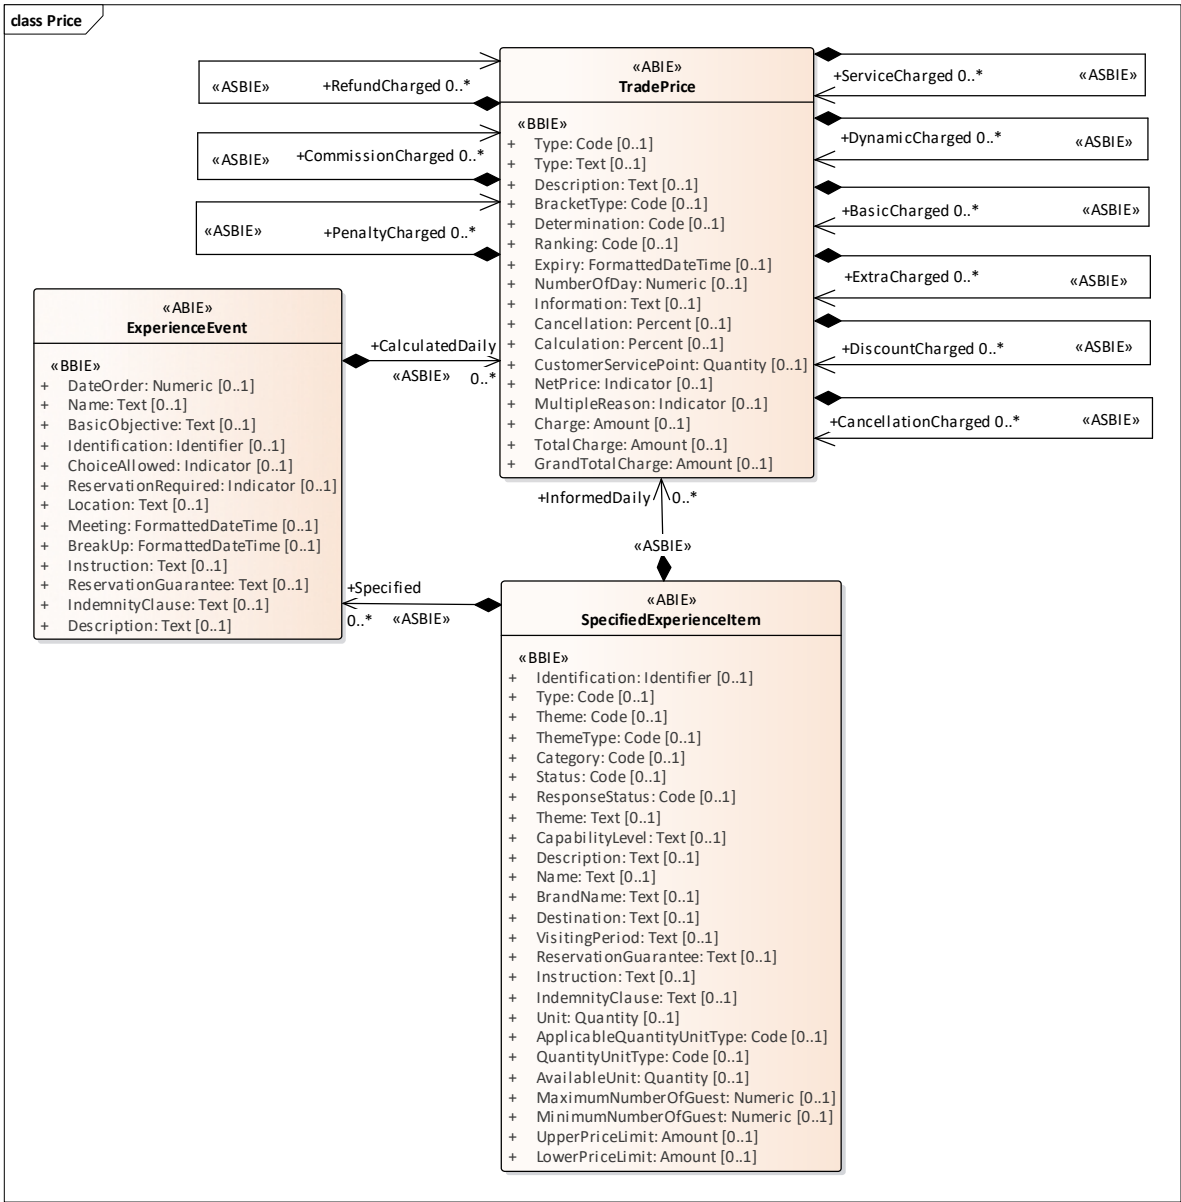 class Price
«ABIE»
TradePrice
«BBIE»
+ Type: Code [0..1]
+ Type: Text [0..1]
+ Description: Text [0..1]
+ BracketType: Code [0..1]
+ Determination: Code [0..1]
+ Ranking: Code [0..1]
+ Expiry: FormattedDateTime [0..1]
+ NumberOfDay: Numeric [0..1]
+ Information: Text [0..1]
+ Cancellation: Percent [0..1]
+ Calculation: Percent [0..1]
+ CustomerServicePoint: Quantity [0..1]
+ NetPrice: Indicator [0..1]
+ MultipleReason: Indicator [0..1]
+ Charge: Amount [0..1]
+ TotalCharge: Amount [0..1]
+ GrandTotalCharge: Amount [0..1]
«ASBIE» +RefundCharged 0..*
«ASBIE» +CommissionCharged 0..*
«ASBIE» +PenaltyCharged 0..*
+ServiceCharged 0..* «ASBIE»
+DynamicCharged 0..* «ASBIE»
+BasicCharged 0..* «ASBIE»
+ExtraCharged 0..* «ASBIE»
+DiscountCharged 0..* «ASBIE»
+CancellationCharged 0..* «ASBIE»
«ABIE»
ExperienceEvent
«BBIE»
+ DateOrder: Numeric [0..1]
+ Name: Text [0..1]
+ BasicObjective: Text [0..1]
+ Identification: Identifier [0..1]
+ ChoiceAllowed: Indicator [0..1]
+ ReservationRequired: Indicator [0..1]
+ Location: Text [0..1]
+ Meeting: FormattedDateTime [0..1]
+ BreakUp: FormattedDateTime [0..1]
+ Instruction: Text [0..1]
+ ReservationGuarantee: Text [0..1]
+ IndemnityClause: Text [0..1]
+ Description: Text [0..1]
+CalculatedDaily
«ASBIE» 0..*
+InformedDaily 0..*
«ASBIE»
+Specified
0..* «ASBIE»
«ABIE»
SpecifiedExperienceItem
«BBIE»
+ Identification: Identifier [0..1]
+ Type: Code [0..1]
+ Theme: Code [0..1]
+ ThemeType: Code [0..1]
+ Category: Code [0..1]
+ Status: Code [0..1]
+ ResponseStatus: Code [0..1]
+ Theme: Text [0..1]
+ CapabilityLevel: Text [0..1]
+ Description: Text [0..1]
+ Name: Text [0..1]
+ BrandName: Text [0..1]
+ Destination: Text [0..1]
+ VisitingPeriod: Text [0..1]
+ ReservationGuarantee: Text [0..1]
+ Instruction: Text [0..1]
+ IndemnityClause: Text [0..1]
+ Unit: Quantity [0..1]
+ ApplicableQuantityUnitType: Code [0..1]
+ QuantityUnitType: Code [0..1]
+ AvailableUnit: Quantity [0..1]
+ MaximumNumberOfGuest: Numeric [0..1]
+ MinimumNumberOfGuest: Numeric [0..1]
+ UpperPriceLimit: Amount [0..1]
+ LowerPriceLimit: Amount [0..1]